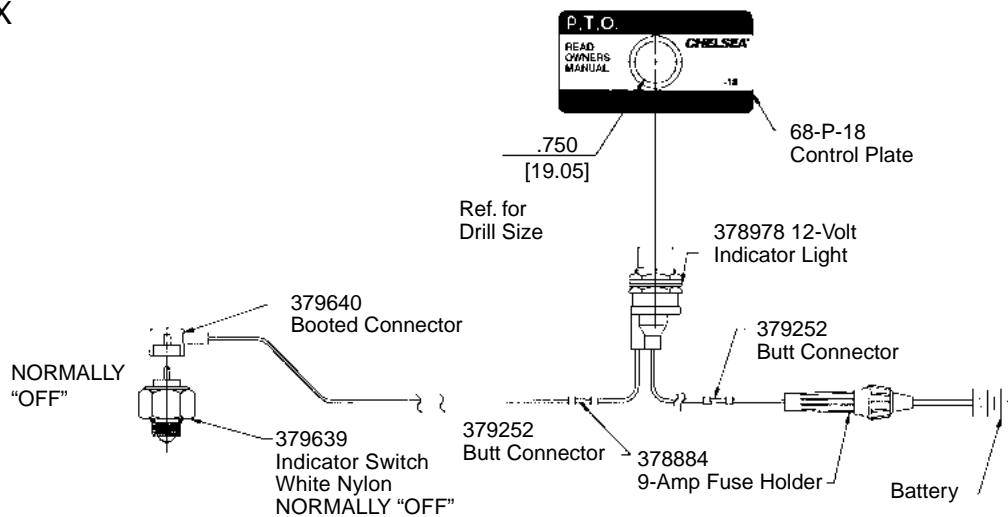 X
P.T.O.
READ
OWNERS
MANUAL
CHELSEA
-18
68-P-18
Control Plate
.750
[19.05]
Ref. for
Drill Size
378978 12-Volt
Indicator Light
379640
Booted Connector
379252
Butt Connector
NORMALLY
“OFF”
379639
Indicator Switch
White Nylon
NORMALLY “OFF”
379252
Butt Connector
378884
9-Amp Fuse Holder
Battery